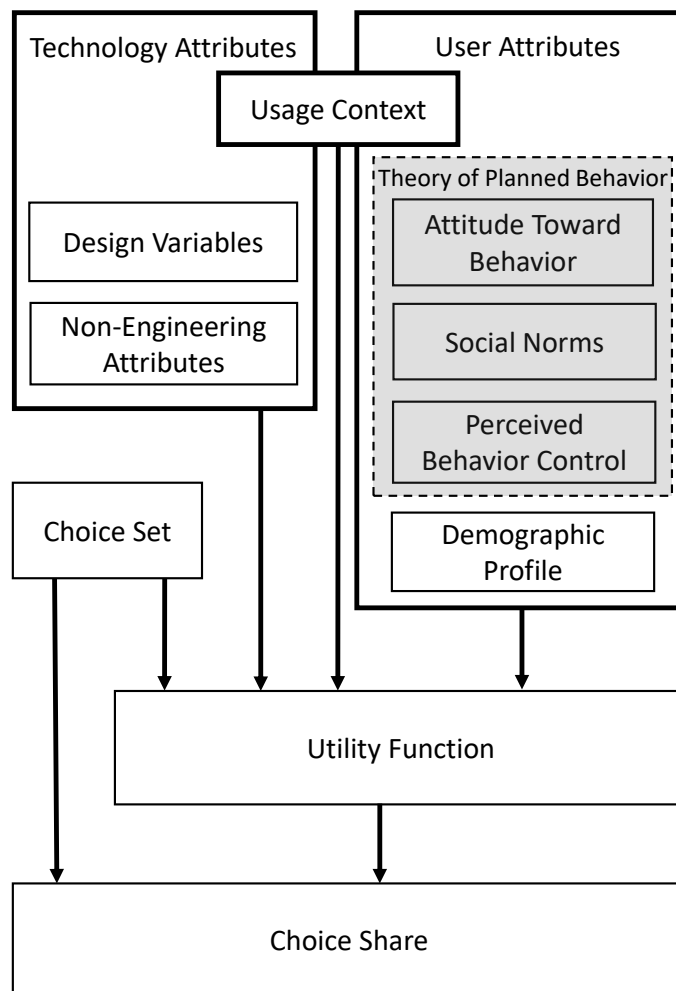 Technology Attributes
User Attributes
Usage Context
Theory of Planned Behavior
Design Variables
Attitude Toward
Behavior
Non-Engineering
Attributes
Social Norms
Perceived
Behavior Control
Choice Set
Demographic
Profile
Utility Function
Choice Share